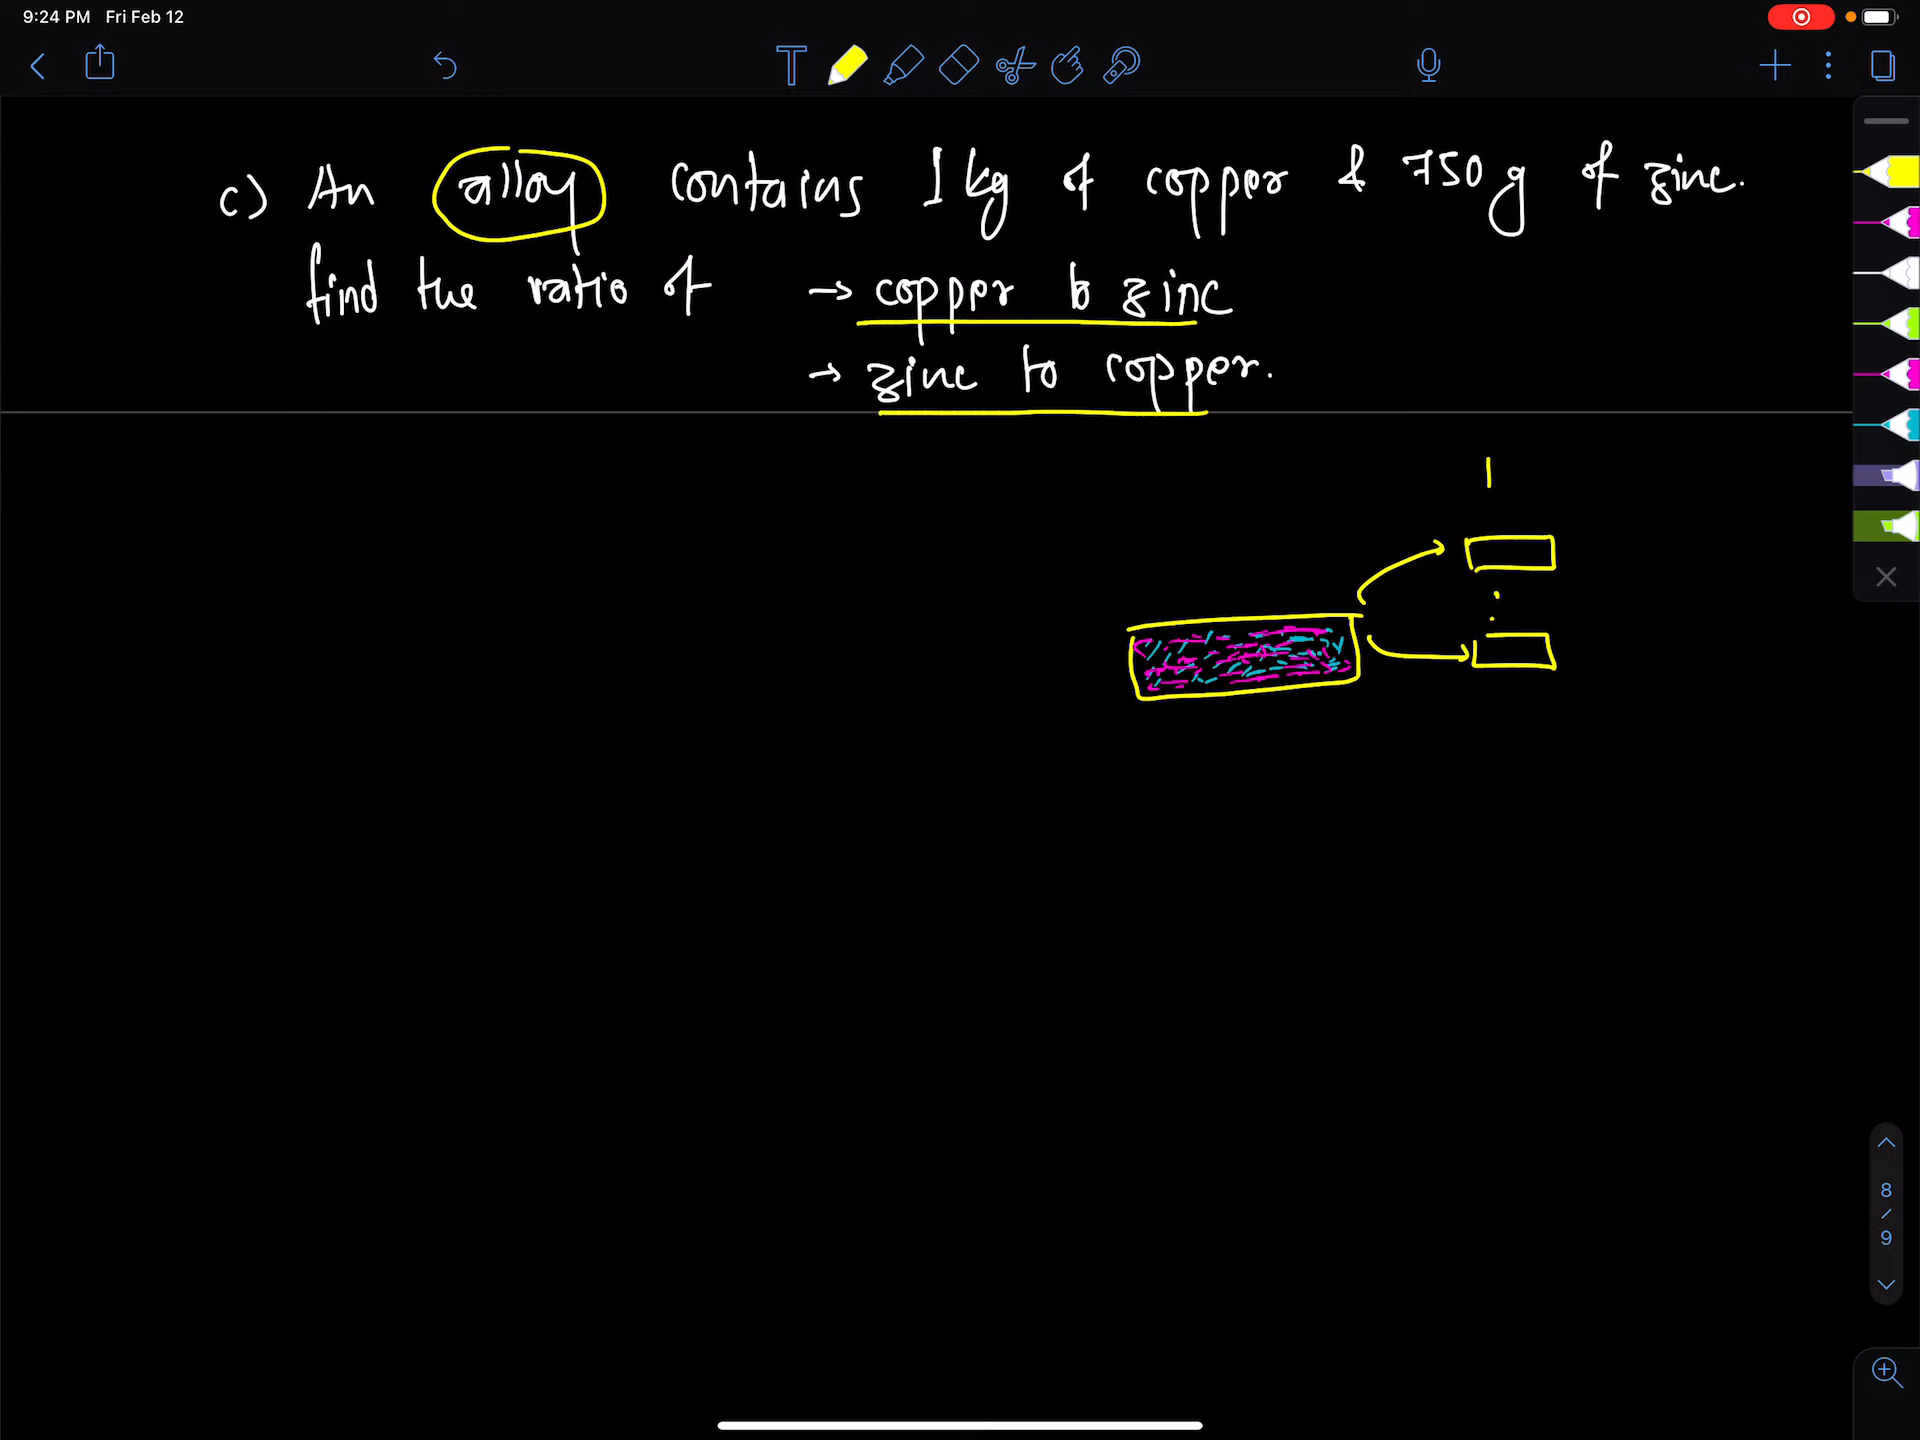 9:24 PM Fri Feb 12
T
c) An alloy contains 1 kg of copper & 750 g of zinc.
find the ratio of → copper to zinc
→ zinc to copper.
1
8
/
9